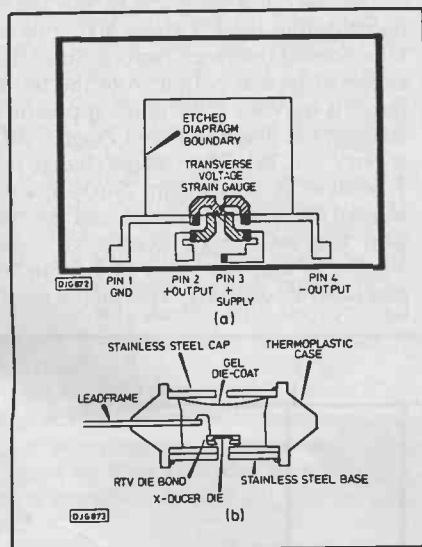 ETCHED
DIAPRAGM
BOUNDARY
TRANSVERSE
VOLTAGE
STRAIN GAUGE
DJG872
PIN 1
GND
PIN 2
+OUTPUT
PIN 3
+
SUPPLY
PIN 4
-OUTPUT
(a)
STAINLESS STEEL CAP
GEL
DIE-COAT
THERMOPLASTIC
CASE
LEADFRAME
RTV DIE BOND
X-DUCER DIE
STAINLESS STEEL BASE
DJG873
(b)